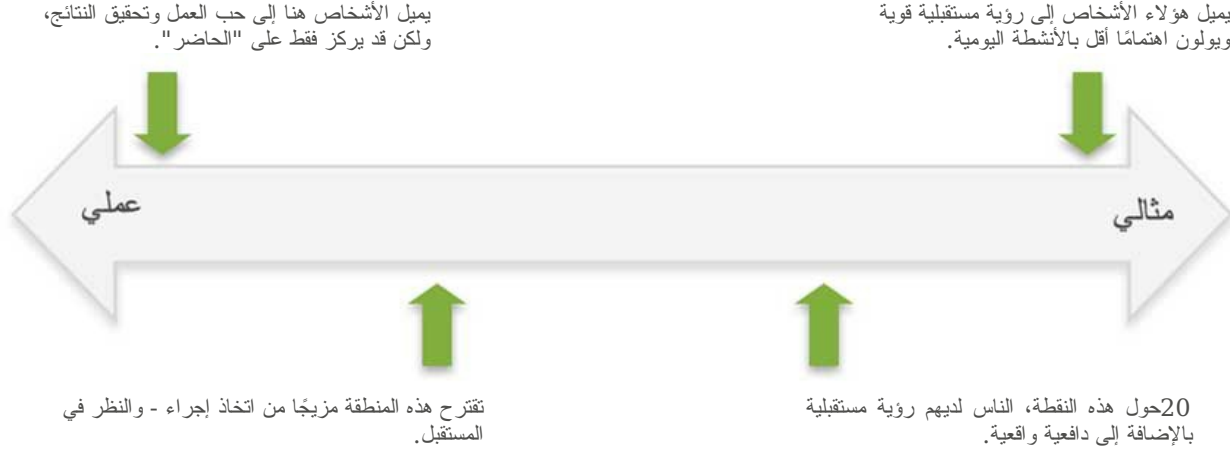 يميل هؤلاء الأشخاص إلى رؤية مستقبلية قوية
ويولون اهتمامًا أقل بالأنشطة اليومية.
يميل الأشخاص هنا إلى حب العمل وتحقيق النتائج،
ولكن قد يركز فقط على "الحاضر".
مثالي
عملي
20حول هذه النقطة، الناس لديهم رؤية مستقبلية
بالإضافة إلى دافعية واقعية.
تقترح هذه المنطقة مزيجًا من اتخاذ إجراء - والنظر في
المستقبل.